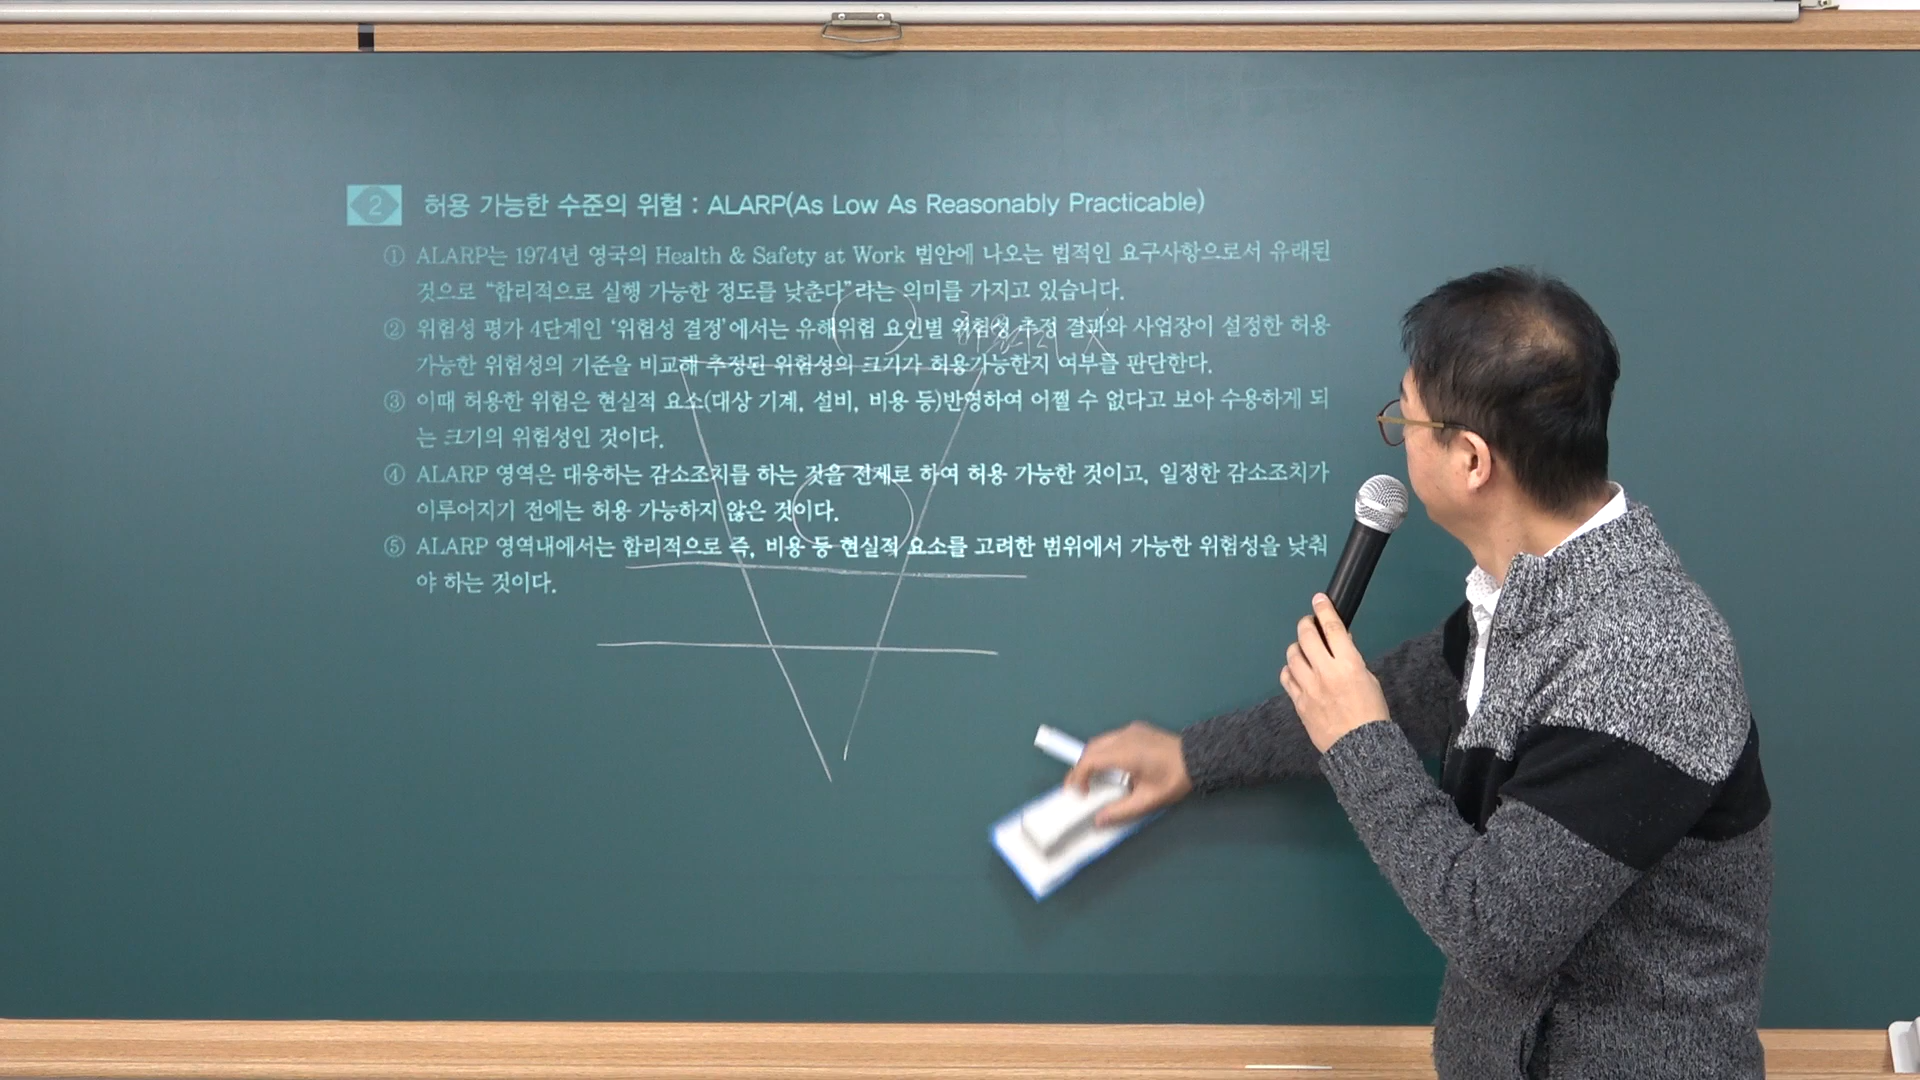 2 허용 가능한 수준의 위험 : ALARP(As Low As Reasonably Practicable)
① ALARP는 1974년 영국의 Health & Safety at Work 법안에 나오는 법적인 요구사항으로서 유래된
것으로 “합리적으로 실행 가능한 정도를 낮춘다”라는 의미를 가지고 있습니다.
② 위험성 평가 4단계인 ‘위험성 결정’에서는 유해위험 요인별 위험성 추정 결과와 사업장이 설정한 허용
가능한 위험성의 기준을 비교해 추정된 위험성의 크기가 허용가능한지 여부를 판단한다.
③ 이때 허용한 위험은 현실적 요소(대상 기계, 설비, 비용 등)반영하여 어쩔 수 없다고 보아 수용하게 되
는 크기의 위험성인 것이다.
④ ALARP 영역은 대응하는 감소조치를 하는 것을 전제로 하여 허용 가능한 것이고, 일정한 감소조치가
이루어지기 전에는 허용 가능하지 않은 것이다.
⑤ ALARP 영역내에서는 합리적으로 즉, 비용 등 현실적 요소를 고려한 범위에서 가능한 위험성을 낮춰
야 하는 것이다.